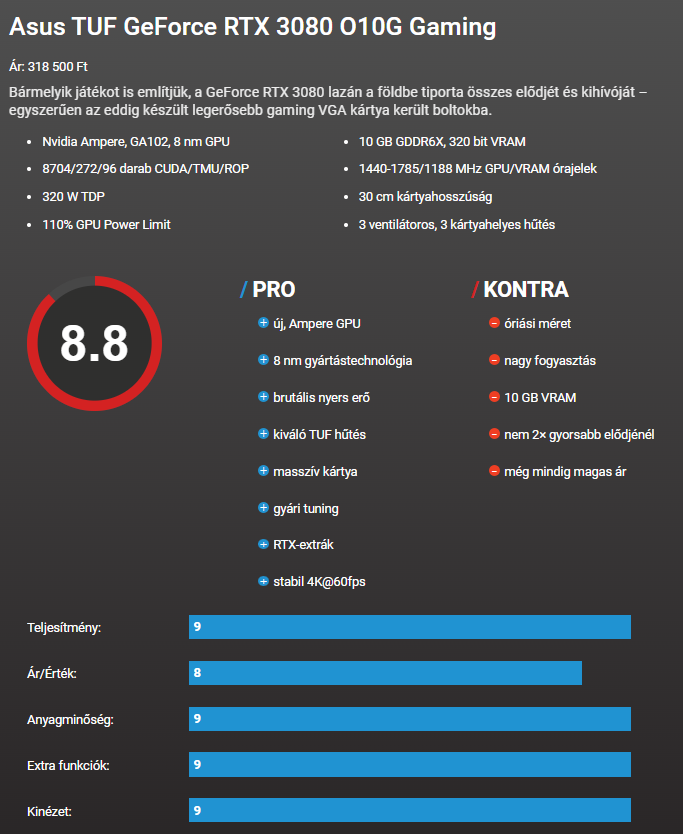 Asus TUF GeForce RTX 3080 O10G Gaming
Ár: 318 500 Ft
Bármelyik játékot is említjük, a GeForce RTX 3080 lazán a földbe tiporta összes elődjét és kihívóját –
egyszerűen az eddig készült legerősebb gaming VGA kártya került boltokba.
Nvidia Ampere, GA102, 8 nm GPU
8704/272/96 darab CUDA/TMU/ROP
320 W TDP
110% GPU Power Limit
10 GB GDDR6X, 320 bit VRAM
1440-1785/1188 MHz GPU/VRAM órajelek
30 cm kártyahosszúság
3 ventilátoros, 3 kártyahelyes hűtés
8.8
/ PRO
új, Ampere GPU
8 nm gyártástechnológia
brutális nyers erő
kiváló TUF hűtés
masszív kártya
gyári tuning
RTX-extrák
stabil 4K@60fps
/ KONTRA
óriási méret
nagy fogyasztás
10 GB VRAM
nem 2× gyorsabb elődjénél
még mindig magas ár
Teljesítmény: 9
Ár/Érték: 8
Anyagminőség: 9
Extra funkciók: 9
Kinézet: 9